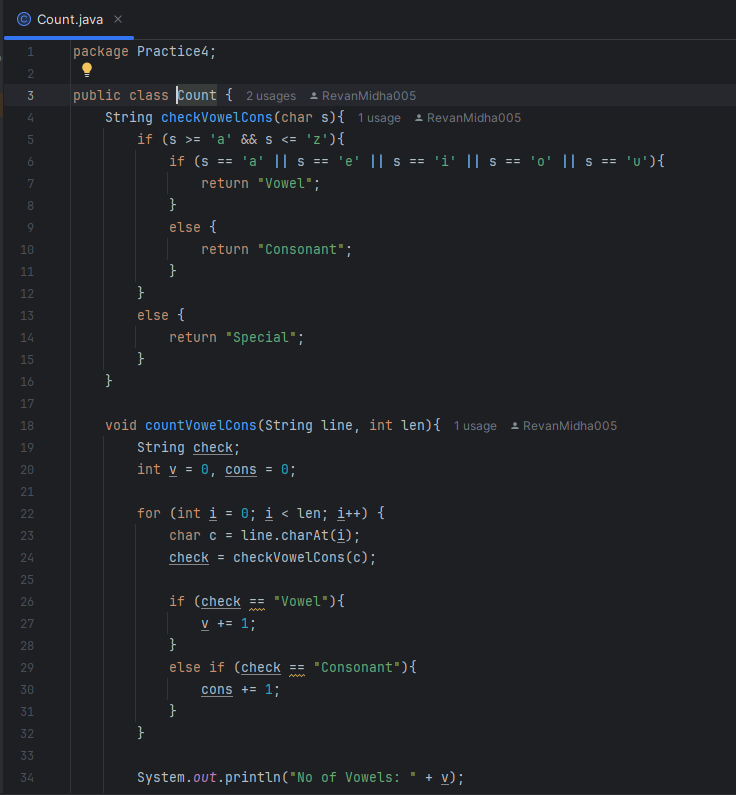 Count.java
1 package Practice4;
2
3 public class Count { 2 usages RevanMidha005
4     String checkVowelCons(char s){ 1 usage RevanMidha005
5         if (s >= 'a' && s <= 'z'){
6             if (s == 'a' || s == 'e' || s == 'i' || s == 'o' || s == 'u'){
7                 return "Vowel";
8             }
9             else {
10                 return "Consonant";
11             }
12         }
13         else {
14             return "Special";
15         }
16     }
17
18     void countVowelCons(String line, int len){ 1 usage RevanMidha005
19         String check;
20         int v = 0, cons = 0;
21
22         for (int i = 0; i < len; i++) {
23             char c = line.charAt(i);
24             check = checkVowelCons(c);
25
26             if (check == "Vowel"){
27                 v += 1;
28             }
29             else if (check == "Consonant"){
30                 cons += 1;
31             }
32         }
33
34         System.out.println("No of Vowels: " + v);